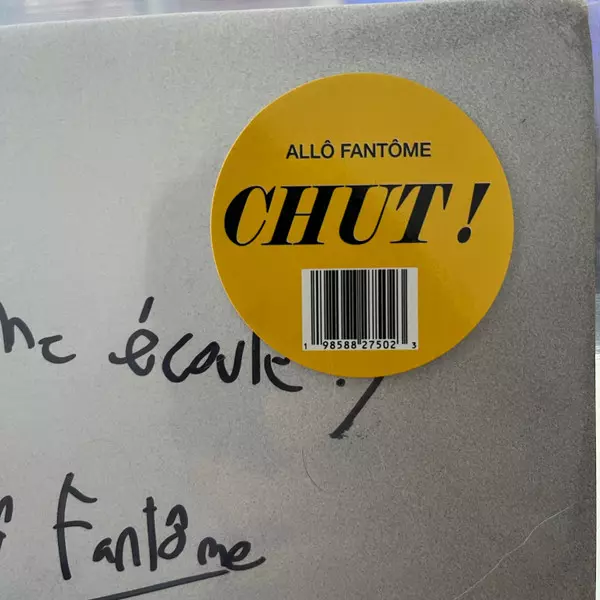 ALLÔ FANTÔME
CHUT!
1 98588 27502 3
écoute !
Fantôme